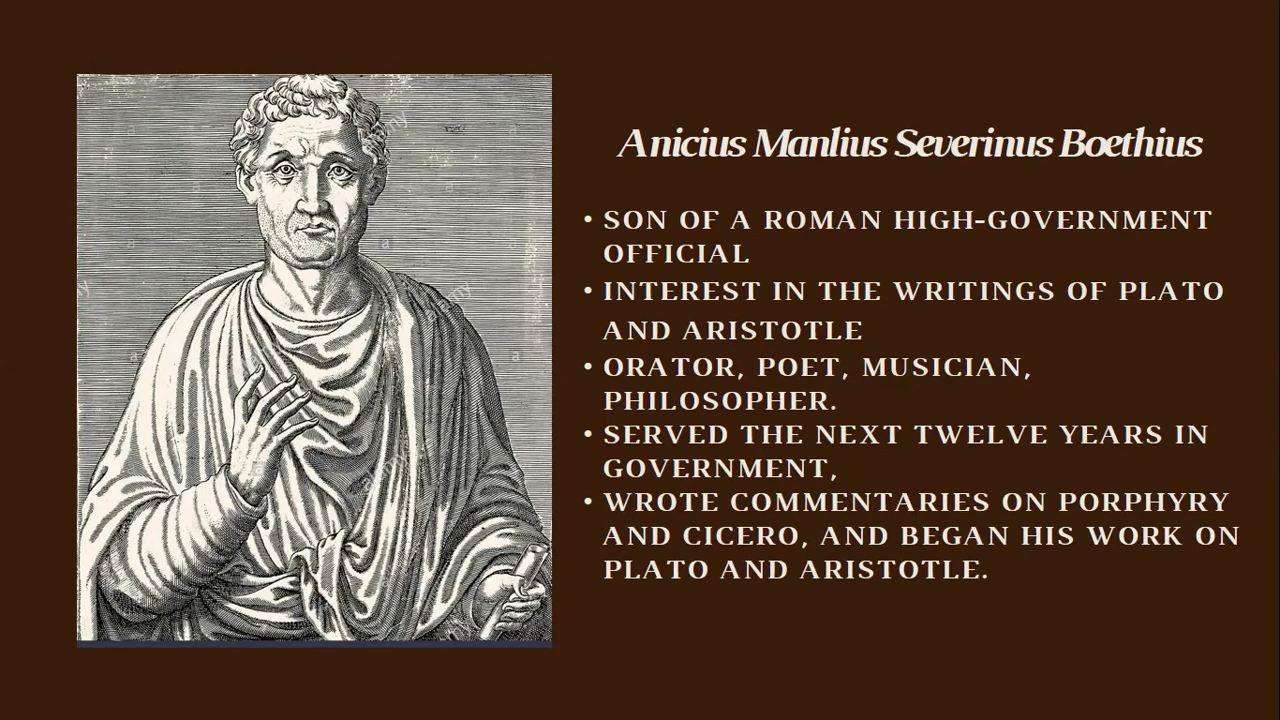 Anicius Manlius Severinus Boethius
• SON OF A ROMAN HIGH-GOVERNMENT
OFFICIAL
• INTEREST IN THE WRITINGS OF PLATO
AND ARISTOTLE
• ORATOR, POET, MUSICIAN,
PHILOSOPHER.
• SERVED THE NEXT TWELVE YEARS IN
GOVERNMENT,
• WROTE COMMENTARIES ON PORPHYRY
AND CICERO, AND BEGAN HIS WORK ON
PLATO AND ARISTOTLE.